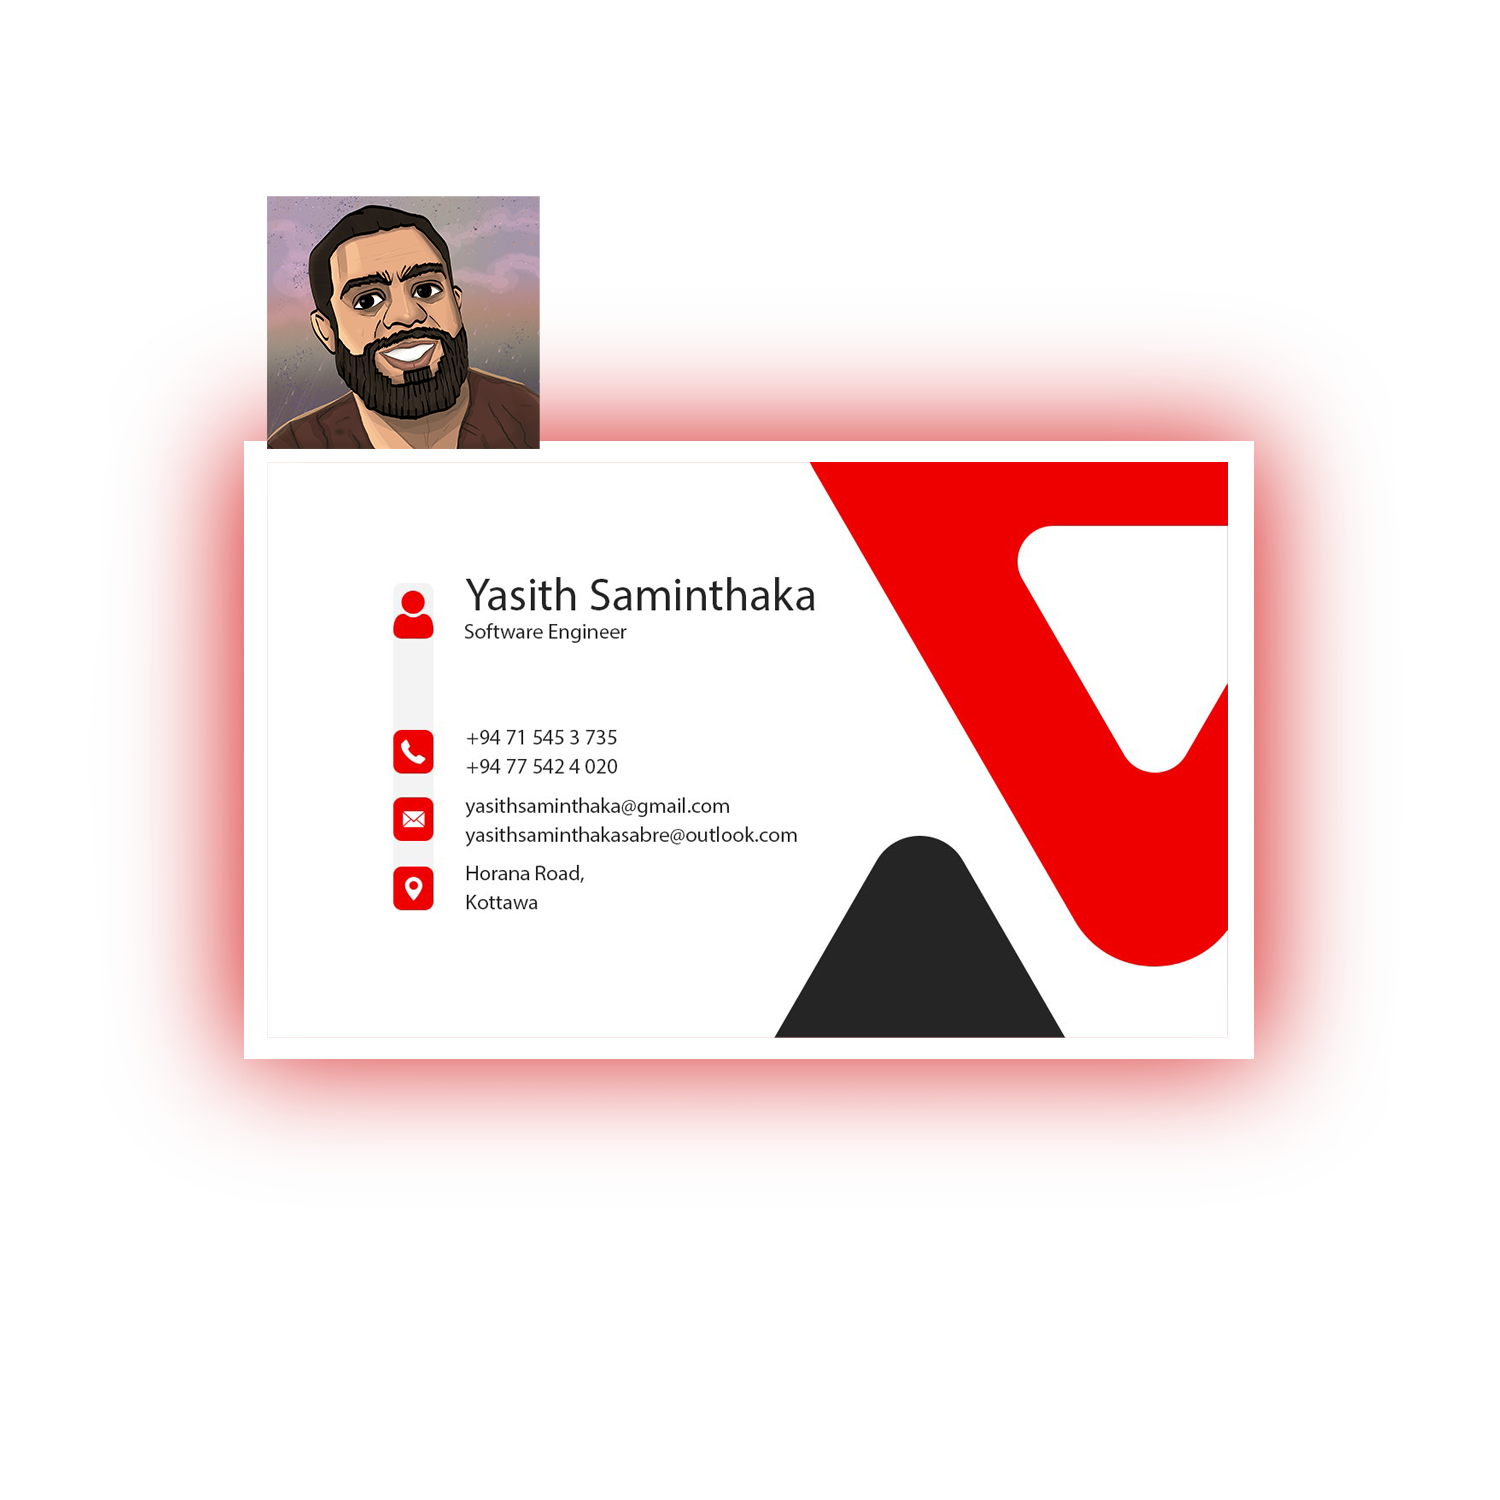 Yasith Saminthaka
Software Engineer
+94 71 545 3 735
+94 77 542 4 020
yasithsaminthaka@gmail.com
yasithsaminthakasabre@outlook.com
Horana Road,
Kottawa